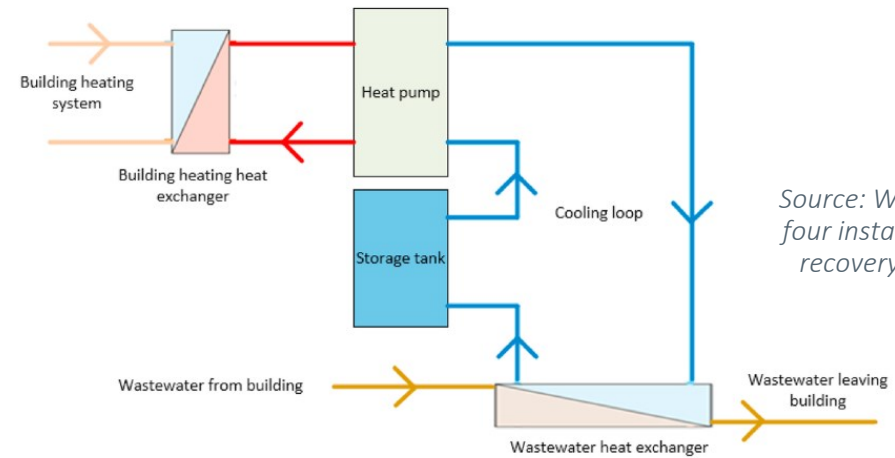 Building heating
system
Building heating heat
exchanger
Heat pump
Storage tank
Cooling loop
Source: W
four insta
recovery
Wastewater from building
Wastewater leaving
building
Wastewater heat exchanger